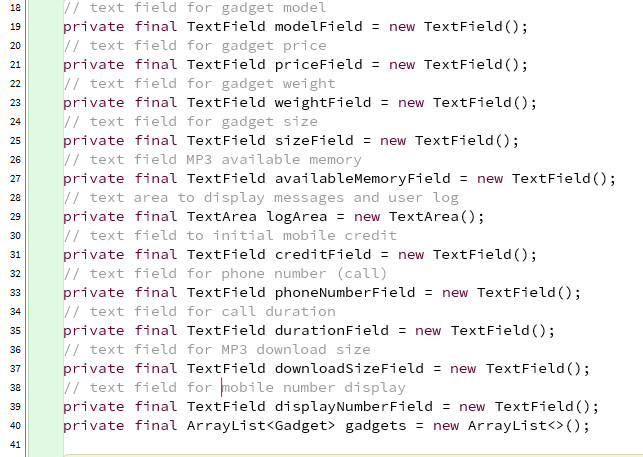 18 // text field for gadget model
19 private final TextField modelField = new TextField();
20 // text field for gadget price
21 private final TextField priceField = new TextField();
22 // text field for gadget weight
23 private final TextField weightField = new TextField();
24 // text field for gadget size
25 private final TextField sizeField = new TextField();
26 // text field MP3 available memory
27 private final TextField availableMemoryField = new TextField();
28 // text area to display messages and user log
29 private final TextArea logArea = new TextArea();
30 // text field to initial mobile credit
31 private final TextField creditField = new TextField();
32 // text field for phone number (call)
33 private final TextField phoneNumberField = new TextField();
34 // text field for call duration
35 private final TextField durationField = new TextField();
36 // text field for MP3 download size
37 private final TextField downloadSizeField = new TextField();
38 // text field for mobile number display
39 private final TextField displayNumberField = new TextField();
40 private final ArrayList<Gadget> gadgets = new ArrayList<>();
41